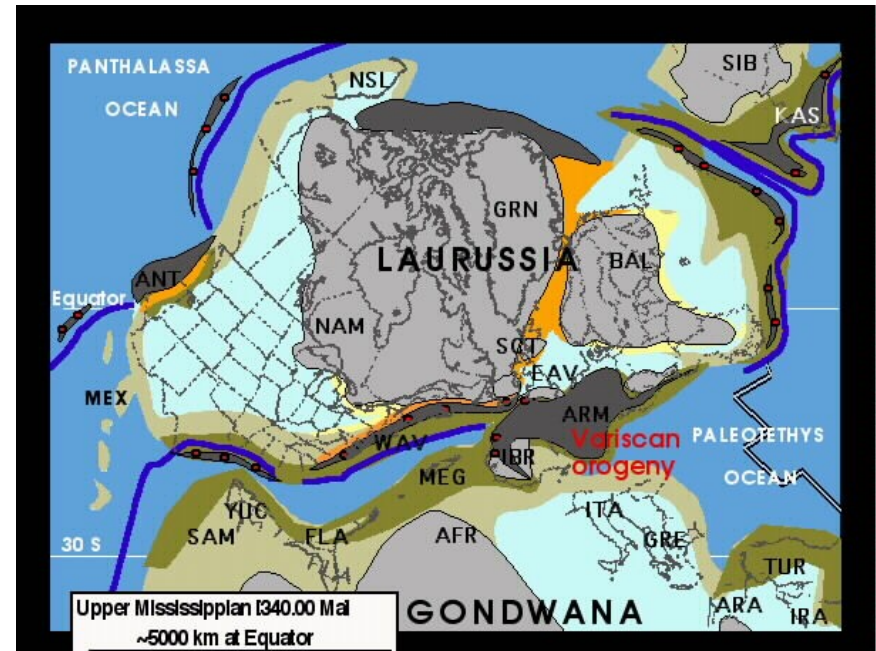 PANTHALASSA
OCEAN
NSL
SIB
KAS
GRN
LAURUSSIA
BAL
ANT
Equator
NAM
SCT
EAV
MEX
ARM
WAV
Variscan
orogeny
PALEOTETHYS
OCEAN
IBR
MEG
YUC
SAM
FLA
AFR
ITA
GRE
30 S
TUR
GONDWANA
ARA
IRA
Upper Mississippian [340.00 Ma]
~5000 km at Equator